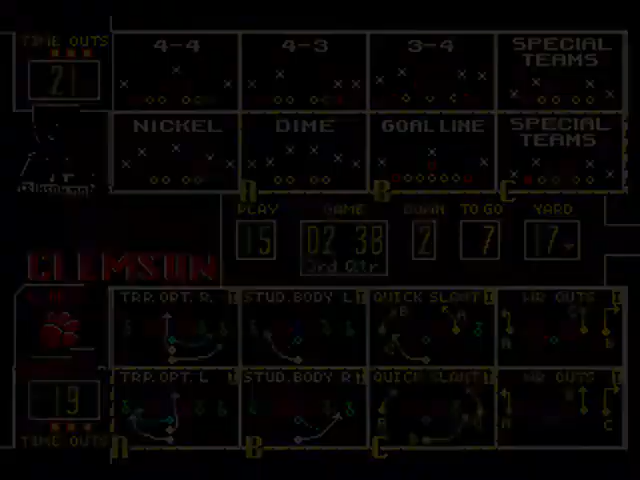 TIME OUTS
21
4-4
4-3
3-4
SPECIAL TEAMS
NICKEL
DIME
GOAL LINE
SPECIAL TEAMS
A
B
C
PLAY
GAME
DOWN
TO GO
YARD
15
02 38
2
7
17
3rd Qtr
CLEMSON
TRP.OPT.R.
STUD.BODY L
QUICK SLANT
WR OUTS
B
A
A
B
19
TIME OUTS
TRP.OPT.L
STUD.BODY R
QUICK SLANT
WR OUTS
A
C
A
B
C